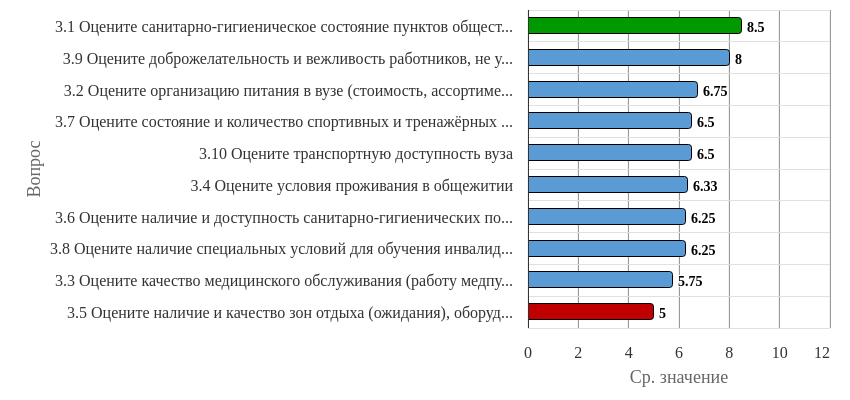 3.1 Оцените санитарно-гигиеническое состояние пунктов общест... 8.5
3.9 Оцените доброжелательность и вежливость работников, не у... 8
3.2 Оцените организацию питания в вузе (стоимость, ассортиме... 6.75
3.7 Оцените состояние и количество спортивных и тренажёрных ... 6.5
3.10 Оцените транспортную доступность вуза 6.5
3.4 Оцените условия проживания в общежитии 6.33
3.6 Оцените наличие и доступность санитарно-гигиенических по... 6.25
3.8 Оцените наличие специальных условий для обучения инвалид... 6.25
3.3 Оцените качество медицинского обслуживания (работу медпу... 5.75
3.5 Оцените наличие и качество зон отдыха (ожидания), оборуд... 5
Вопрос
0 2 4 6 8 10 12
Ср. значение